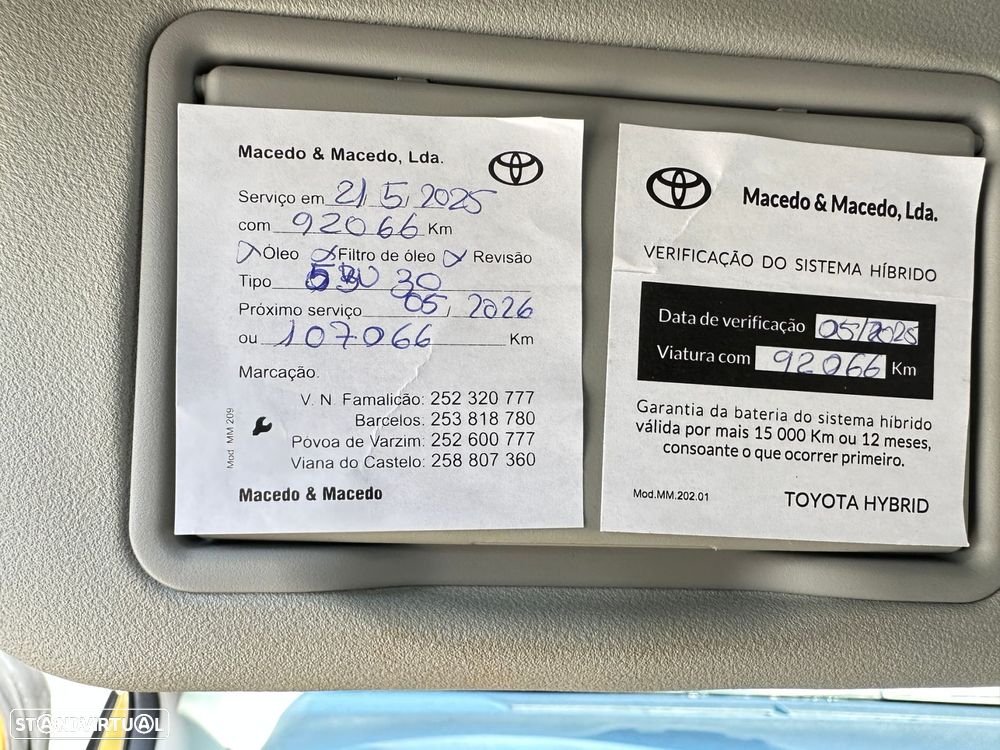 Macedo & Macedo, Lda.
Serviço em 21/5/2025
com 92066 Km
Óleo Filtro de óleo Revisão
Tipo 30
Próximo serviço 05/2026
ou 107.066 Km
Marcação.
V. N. Famalicão: 252 320 777
Barcelos: 253 818 780
Póvoa de Varzim: 252 600 777
Viana do Castelo: 258 807 360
Mod. MM 209
Macedo & Macedo
Macedo & Macedo, Lda.
VERIFICAÇÃO DO SISTEMA HÍBRIDO
Data de verificação 05/2025
Viatura com 92066 Km
Garantia da bateria do sistema híbrido
válida por mais 15 000 Km ou 12 meses,
consoante o que ocorrer primeiro.
Mod.MM.202.01 TOYOTA HYBRID
STANDVIRTUAL